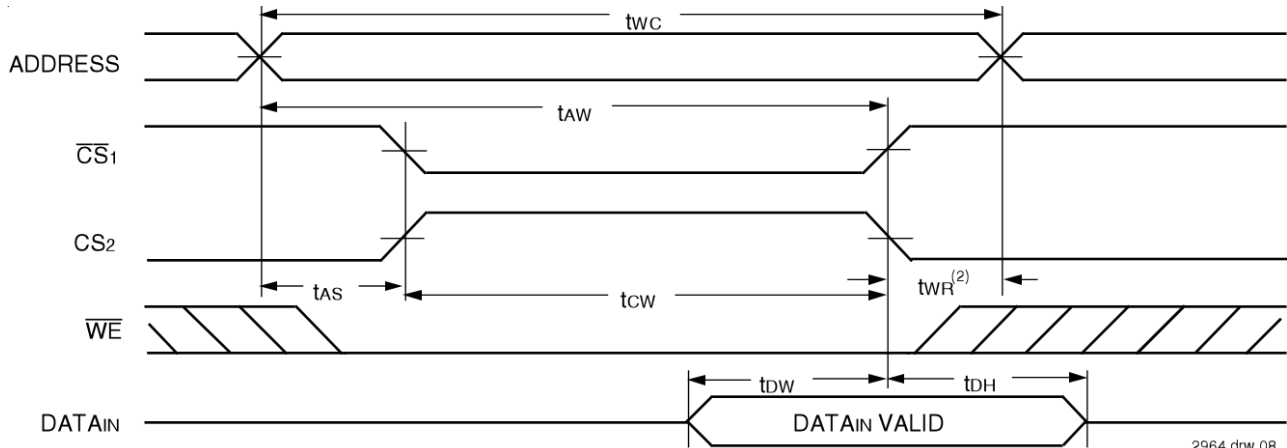 tWC
ADDRESS
tAW
CS1
CS2
tAS
tCW
tWR(2)
WE
tDW
tDH
DATAIN
DATAIN VALID
2964 drw 08